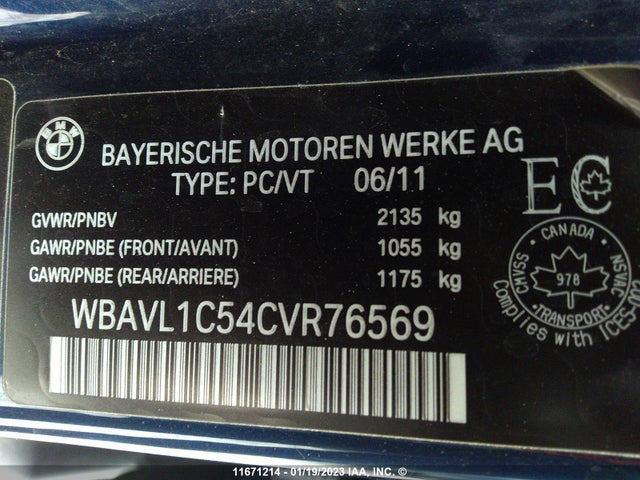 BMW
BAYERISCHE MOTOREN WERKE AG
TYPE: PC/VT 06/11
EC
GVWR/PNBV 2135 kg
GAWR/PNBE (FRONT/AVANT) 1055 kg
GAWR/PNBE (REAR/ARRIERE) 1175 kg
CANADA
CMVSS
978
NSVAC
TRANSPORT
WBAVL1C54CVR76569
Complies with
11671214 - 01/19/2023 IAA, INC. ©